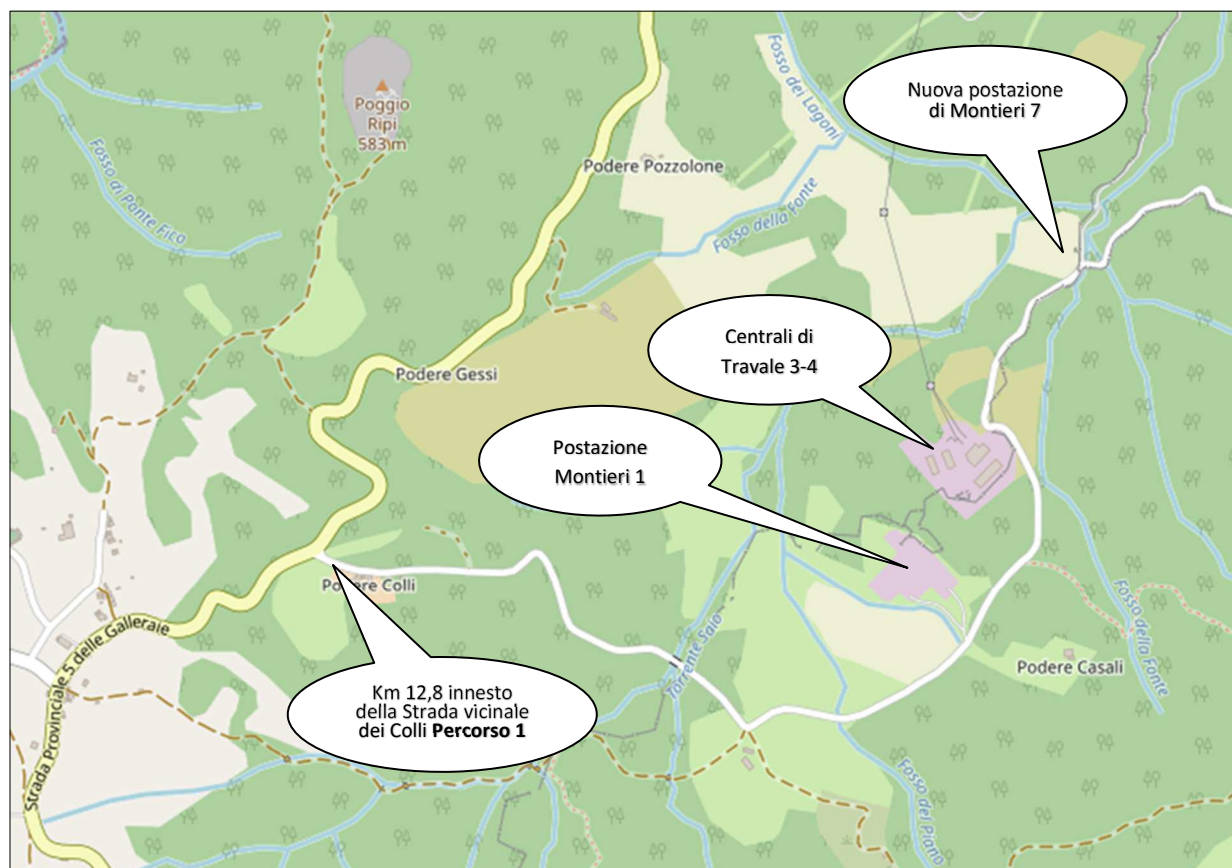 Nuova postazione
di Montieri 7
Fosso dei Lagoni
Poggio
Ripi
583 m
Fosso di Ponte Fico
Podere Pozzolone
Fosso della Fonte
Centrali di
Travale 3-4
Podere Gessi
Postazione
Montieri 1
Podere Colli
Strada Provinciale 5 delle Galleraie
Torrente Saio
Fosso della Fonte
Podere Casali
Km 12,8 innesto
della Strada vicinale
dei Colli Percorso 1
Fosso del Piano